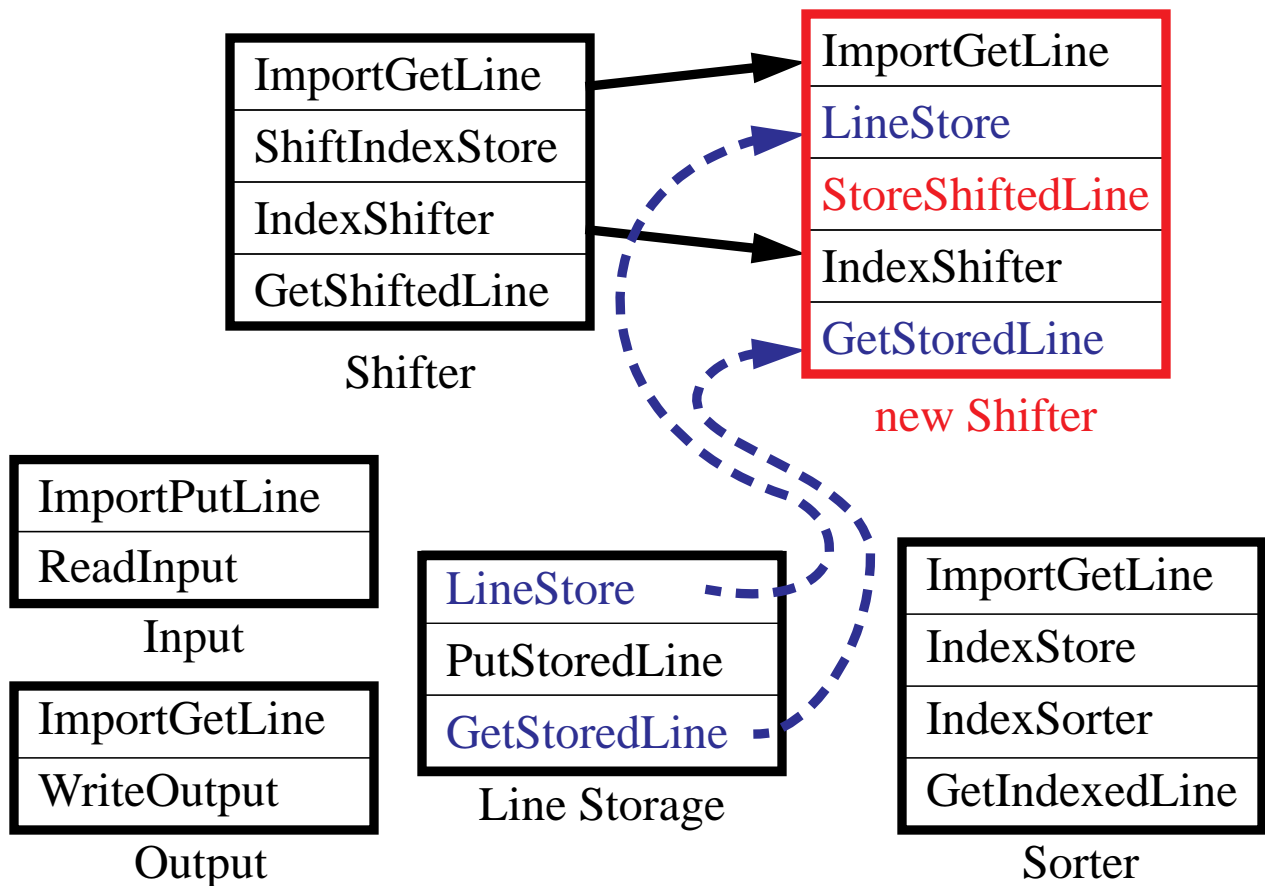 ImportGetLine
ShiftIndexStore
IndexShifter
GetShiftedLine
Shifter
ImportGetLine
LineStore
StoreShiftedLine
IndexShifter
GetStoredLine
new Shifter
ImportPutLine
ReadInput
Input
ImportGetLine
WriteOutput
Output
LineStore
PutStoredLine
GetStoredLine
Line Storage
ImportGetLine
IndexStore
IndexSorter
GetIndexedLine
Sorter